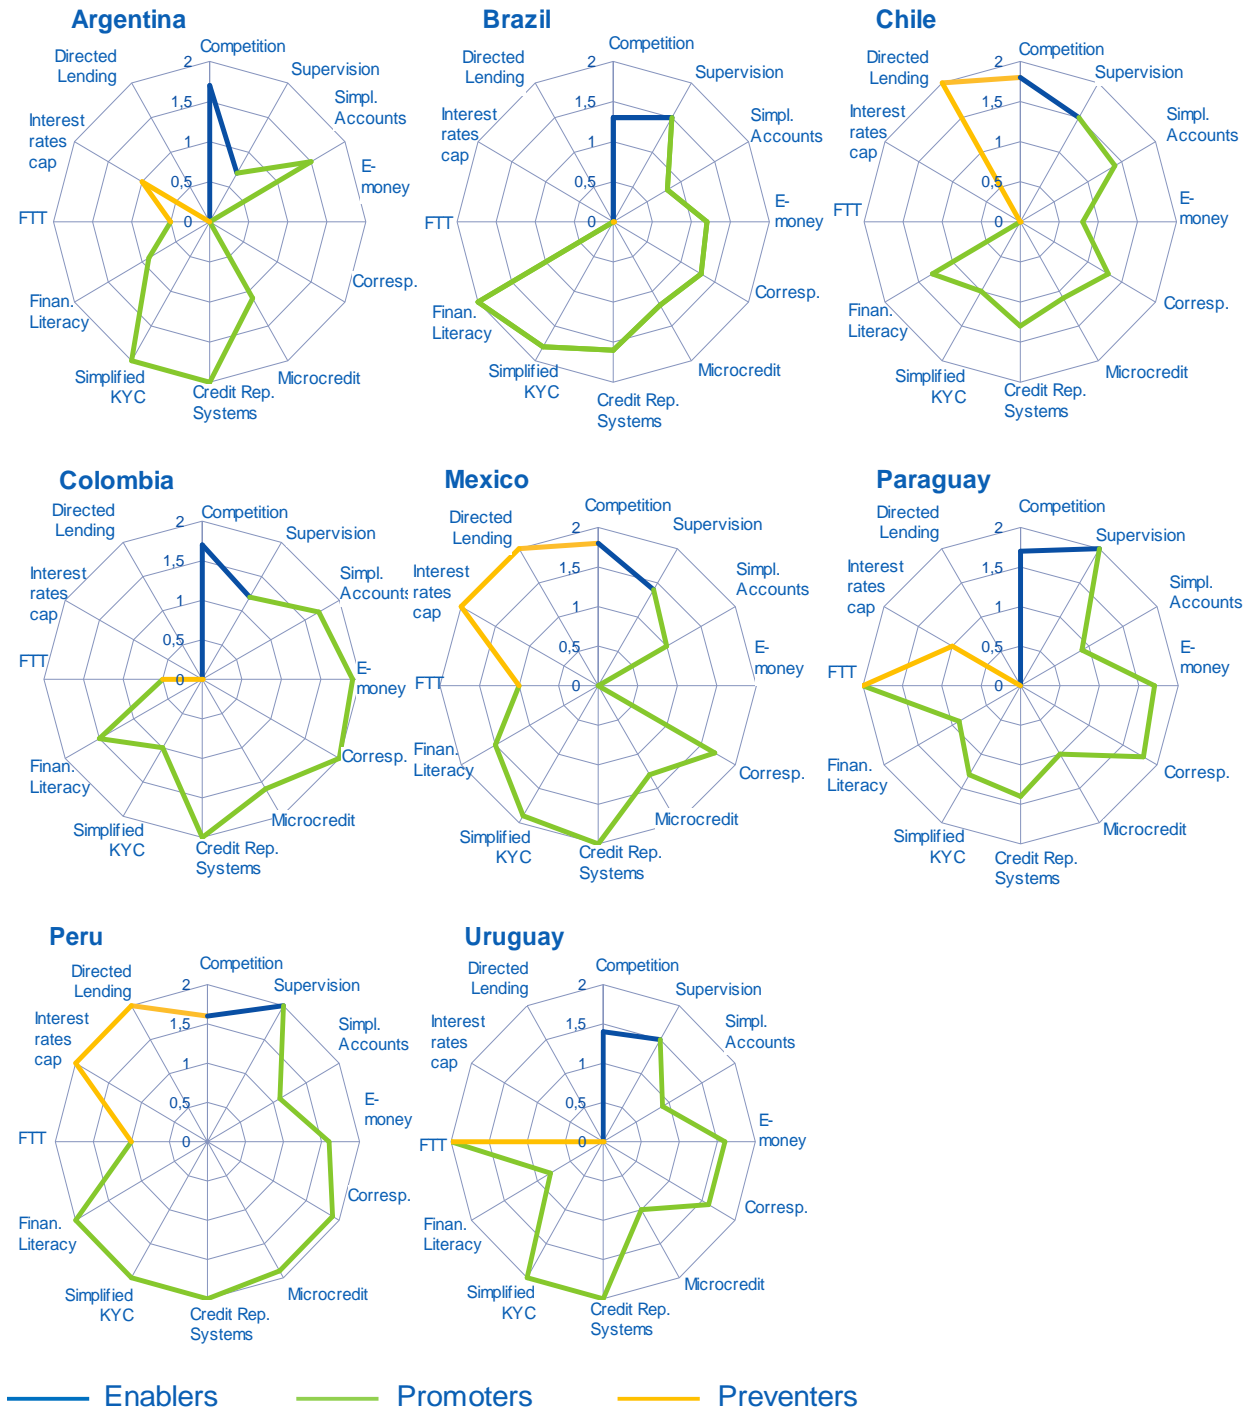 Argentina
Competition
Supervision
Simpl.
Accounts
E-
money
Corresp.
Microcredit
Credit Rep.
Systems
Simplified
KYC
Finan.
Literacy
FTT
Interest
rates
cap
Directed
Lending
2
1,5
1
0,5
0
Brazil
Competition
Supervision
Simpl.
Accounts
E-
money
Corresp.
Microcredit
Credit Rep.
Systems
Simplified
KYC
Finan.
Literacy
FTT
Interest
rates
cap
Directed
Lending
2
1,5
1
0,5
0
Chile
Competition
Supervision
Simpl.
Accounts
E-
money
Corresp.
Microcredit
Credit Rep.
Systems
Simplified
KYC
Finan.
Literacy
FTT
Interest
rates
cap
Directed
Lending
2
1,5
1
0,5
0
Colombia
Competition
Supervision
Simpl.
Accounts
E-
money
Corresp.
Microcredit
Credit Rep.
Systems
Simplified
KYC
Finan.
Literacy
FTT
Interest
rates
cap
Directed
Lending
2
1,5
1
0,5
0
Mexico
Competition
Supervision
Simpl.
Accounts
E-
money
Corresp.
Microcredit
Credit Rep.
Systems
Simplified
KYC
Finan.
Literacy
FTT
Interest
rates
cap
Directed
Lending
2
1,5
1
0,5
0
Paraguay
Competition
Supervision
Simpl.
Accounts
E-
money
Corresp.
Microcredit
Credit Rep.
Systems
Simplified
KYC
Finan.
Literacy
FTT
Interest
rates
cap
Directed
Lending
2
1,5
1
0,5
0
Peru
Competition
Supervision
Simpl.
Accounts
E-
money
Corresp.
Microcredit
Credit Rep.
Systems
Simplified
KYC
Finan.
Literacy
FTT
Interest
rates
cap
Directed
Lending
2
1,5
1
0,5
0
Uruguay
Competition
Supervision
Simpl.
Accounts
E-
money
Corresp.
Microcredit
Credit Rep.
Systems
Simplified
KYC
Finan.
Literacy
FTT
Interest
rates
cap
Directed
Lending
2
1,5
1
0,5
0
Enablers
Promoters
Preventers